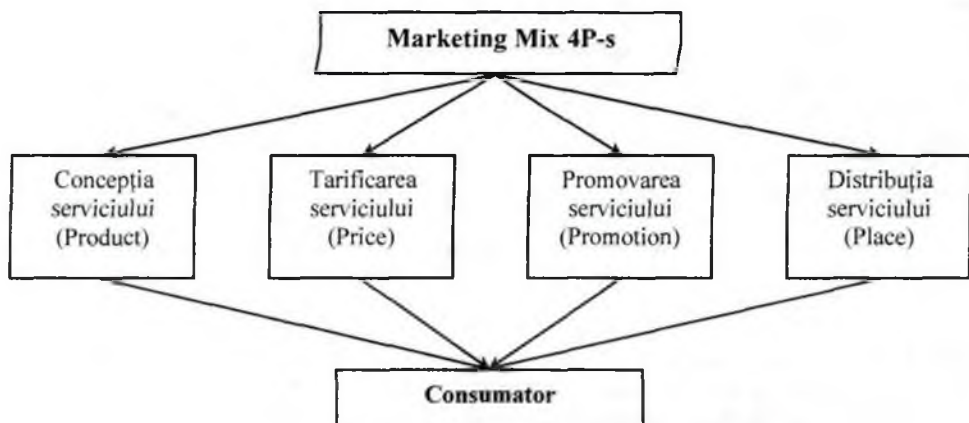 Marketing Mix 4P-s
Concepția
serviciului
(Product)
Tarificarea
serviciului
(Price)
Promovarea
serviciului
(Promotion)
Distribuția
serviciului
(Place)
Consumator